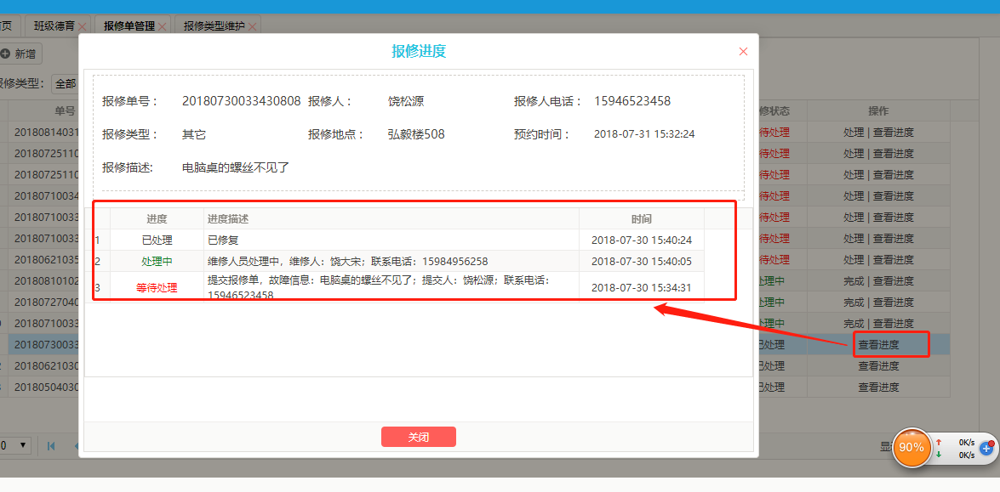 页 班级德育 报修单管理 报修类型维护
新增
报修进度
修类型： 全部
报修单号： 20180730033430808 报修人： 饶松源 报修人电话： 15946523458
报修类型： 其它 报修地点： 弘毅楼508 预约时间： 2018-07-31 15:32:24
报修描述: 电脑桌的螺丝不见了
单号 修状态 操作
20180814031 待处理 处理 | 查看进度
20180725110 待处理 处理 | 查看进度
20180725110 待处理 处理 | 查看进度
20180710034 待处理 处理 | 查看进度
20180710033 待处理 处理 | 查看进度
20180710033 待处理 处理 | 查看进度
20180621035 待处理 处理 | 查看进度
20180810102 处理中 完成 | 查看进度
20180727040 处理中 完成 | 查看进度
20180710033 处理中 完成 | 查看进度
20180730033 已处理 查看进度
20180621030 已处理 查看进度
20180504030 已处理 查看进度
进度 进度描述 时间
1 已处理 已修复 2018-07-30 15:40:24
2 处理中 维修人员处理中，维修人：饶大宋；联系电话：15984956258 2018-07-30 15:40:05
3 等待处理 提交报修单，故障信息：电脑桌的螺丝不见了；提交人：饶松源；联系电话： 2018-07-30 15:34:31
15946523458
关闭
0
显
90%
0K/s
0K/s